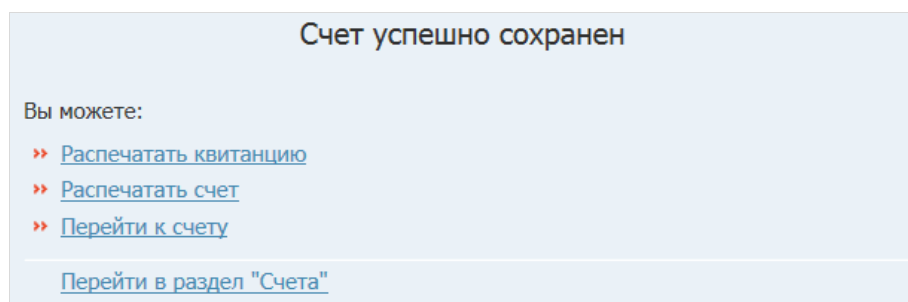 Счет успешно сохранен
Вы можете:
Распечатать квитанцию
Распечатать счет
Перейти к счету
Перейти в раздел "Счета"